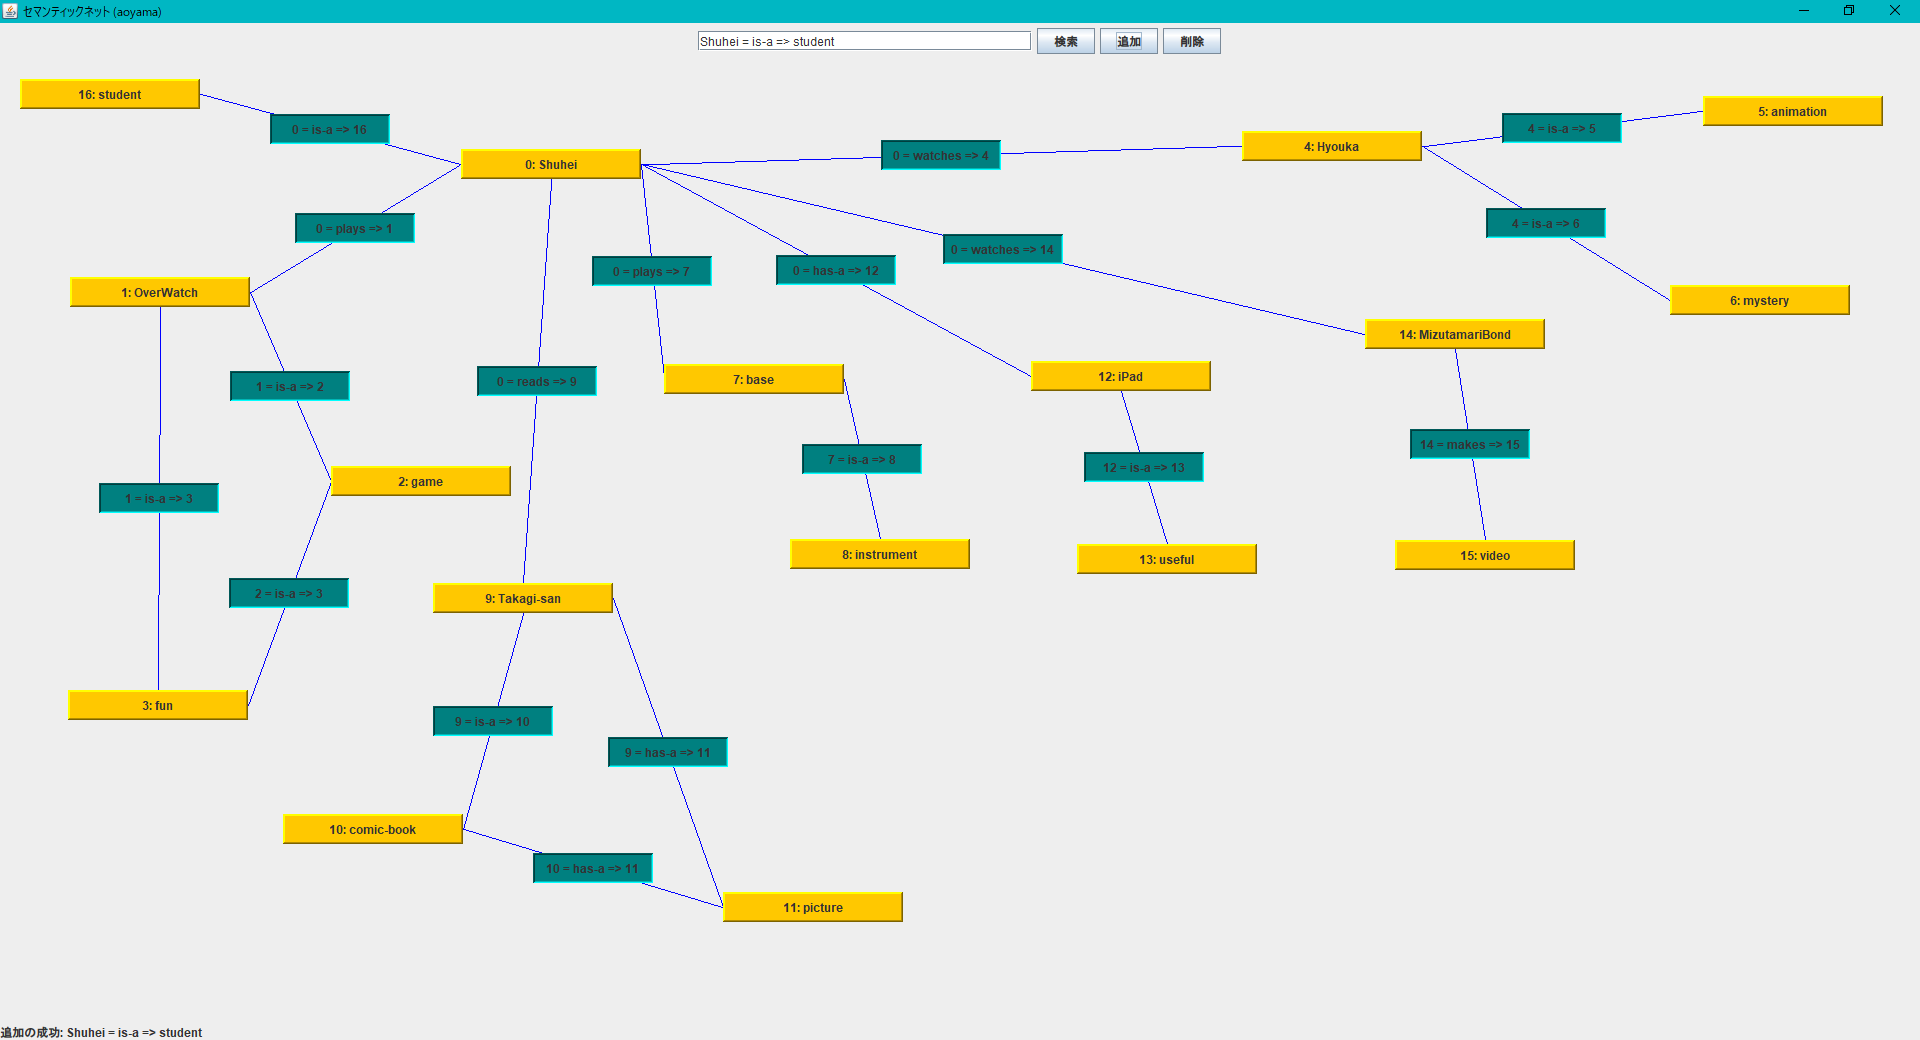 セマンティックネット (aoyama)
Shuhei = is-a => student
検索
追加
削除
16: student
5: animation
0 = is-a => 16
4 = is-a => 5
4: Hyouka
0 = watches => 4
0: Shuhei
0 = plays => 1
4 = is-a => 6
0 = watches => 14
0 = plays => 7
0 = has-a => 12
1: OverWatch
6: mystery
14: MizutamariBond
12: iPad
7: base
0 = reads => 9
1 = is-a => 2
14 = makes => 15
7 = is-a => 8
12 = is-a => 13
2: game
1 = is-a => 3
8: instrument
15: video
13: useful
2 = is-a => 3
9: Takagi-san
3: fun
9 = is-a => 10
9 = has-a => 11
10: comic-book
10 = has-a => 11
11: picture
追加の成功: Shuhei = is-a => student